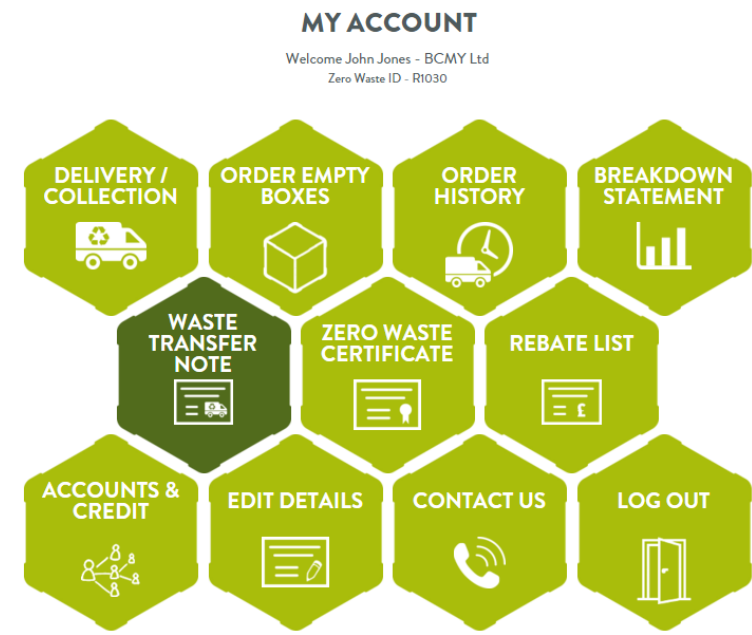 MY ACCOUNT
Welcome John Jones - BCMY Ltd
Zero Waste ID - R1030
DELIVERY /
COLLECTION
ORDER EMPTY
BOXES
ORDER
HISTORY
BREAKDOWN
STATEMENT
WASTE
TRANSFER
NOTE
ZERO WASTE
CERTIFICATE
REBATE LIST
£
ACCOUNTS &
CREDIT
EDIT DETAILS
CONTACT US
LOG OUT